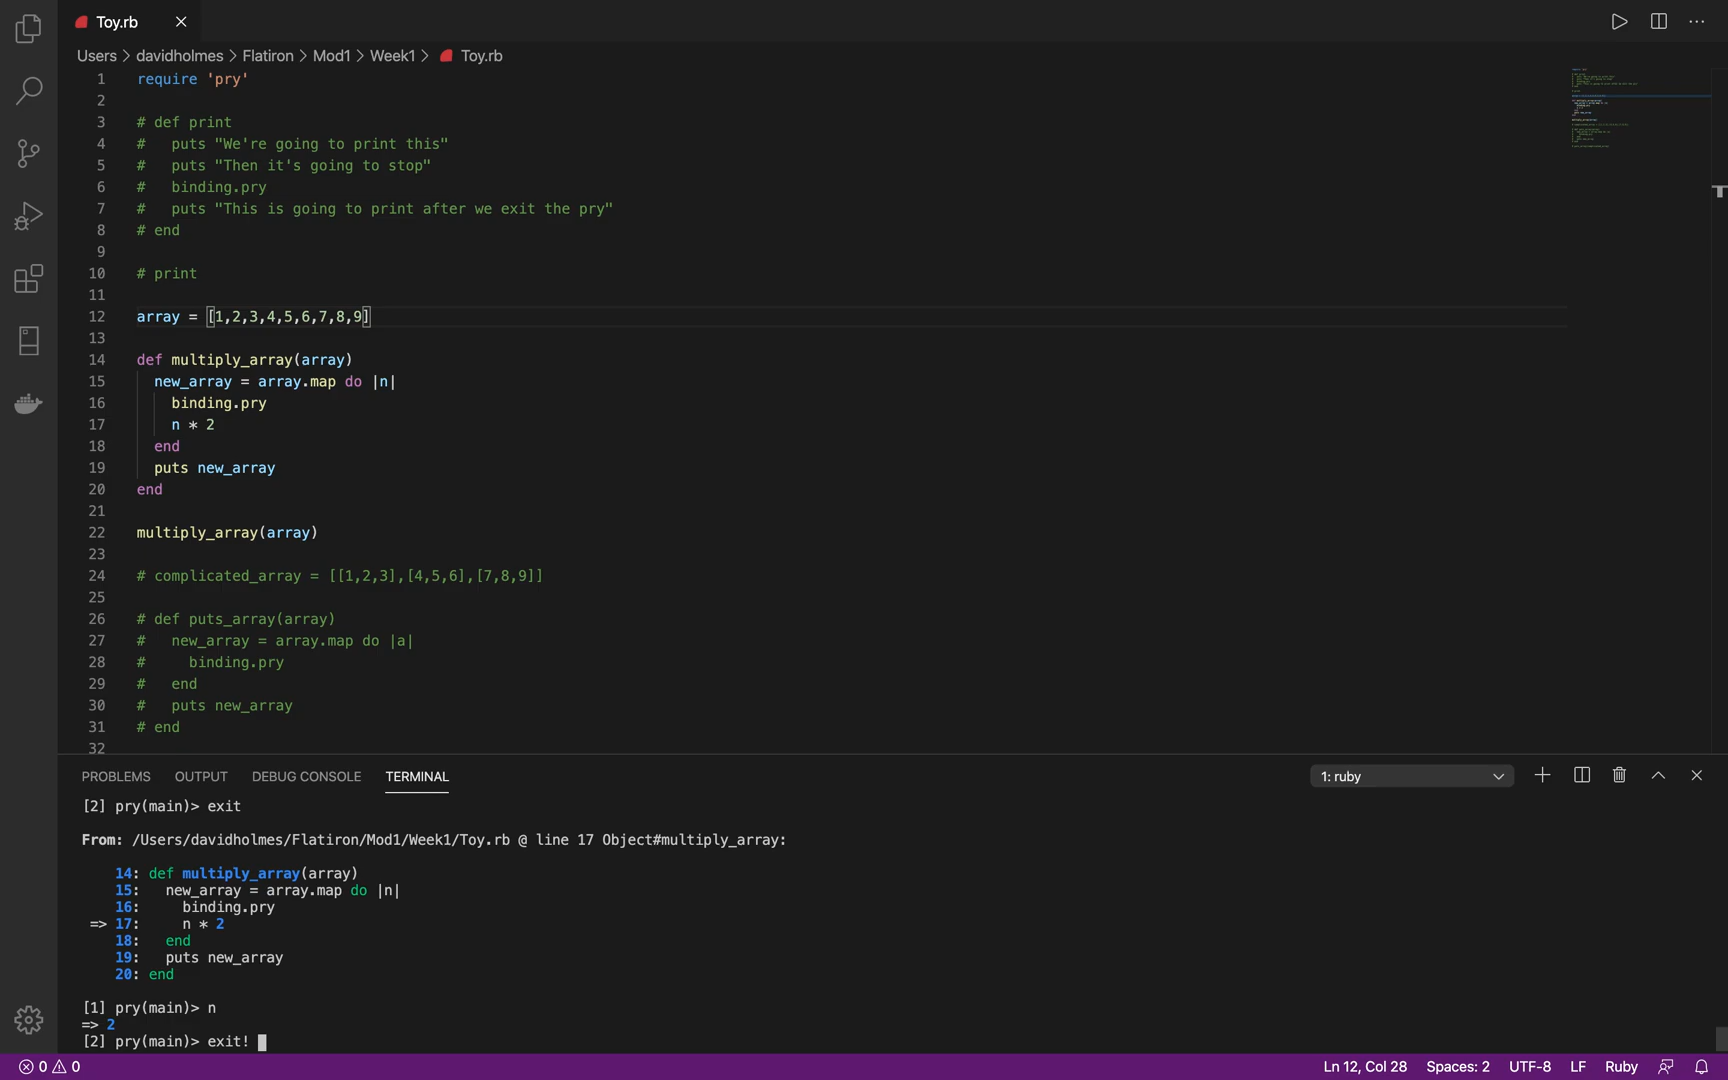 Toy.rb
Users > davidholmes > Flatiron > Mod1 > Week1 > Toy.rb
1 require 'pry'
2
3 # def print
4 #   puts "We're going to print this"
5 #   puts "Then it's going to stop"
6 #   binding.pry
7 #   puts "This is going to print after we exit the pry"
8 # end
9
10 # print
11
12 array = [1,2,3,4,5,6,7,8,9]
13
14 def multiply_array(array)
15   new_array = array.map do |n|
16     binding.pry
17     n * 2
18   end
19   puts new_array
20 end
21
22 multiply_array(array)
23
24 # complicated_array = [[1,2,3],[4,5,6],[7,8,9]]
25
26 # def puts_array(array)
27 #   new_array = array.map do |a|
28 #     binding.pry
29 #   end
30 #   puts new_array
31 # end
32
PROBLEMS OUTPUT DEBUG CONSOLE TERMINAL 1: ruby
[2] pry(main)> exit
From: /Users/davidholmes/Flatiron/Mod1/Week1/Toy.rb @ line 17 Object#multiply_array:
14: def multiply_array(array)
15:   new_array = array.map do |n|
16:     binding.pry
=> 17:     n * 2
18:   end
19:   puts new_array
20: end
[1] pry(main)> n
=> 2
[2] pry(main)> exit!
0 0 Ln 12, Col 28 Spaces: 2 UTF-8 LF Ruby